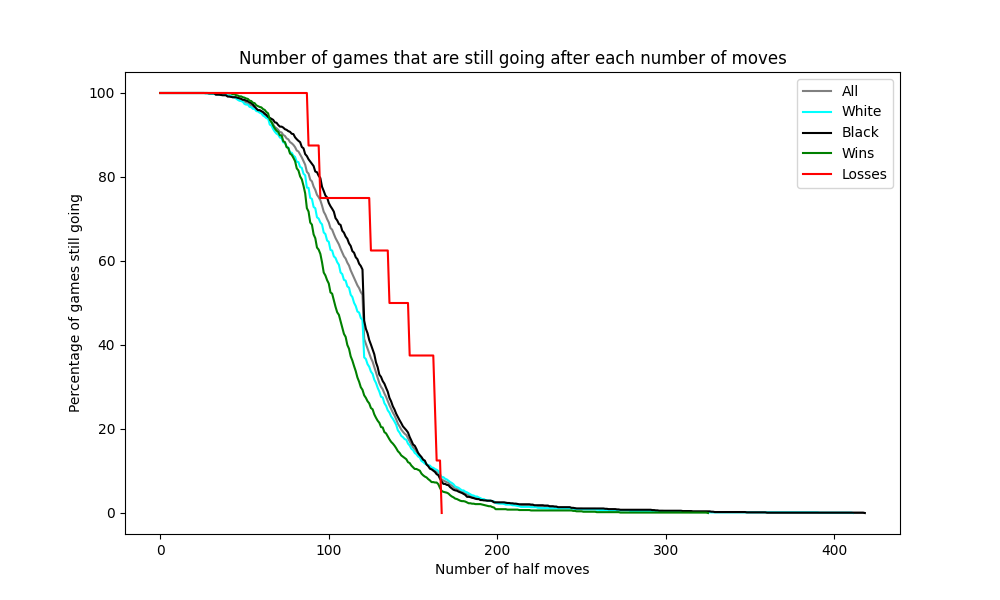 Number of games that are still going after each number of moves
Percentage of games still going
100
80
60
40
20
0
0 100 200 300 400
Number of half moves
All
White
Black
Wins
Losses